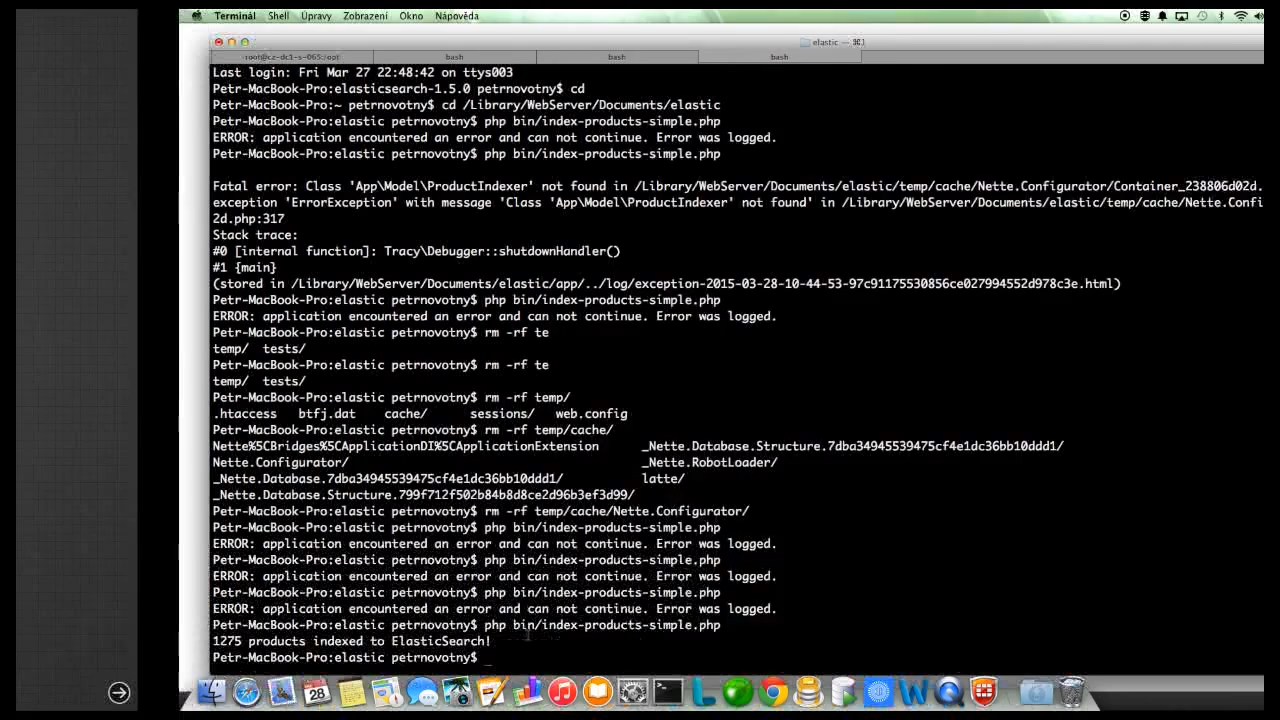 Terminál Shell Úpravy Zobrazení Okno Nápověda
elastic — ⌘1
root@cz-dc1-s-065:/opt bash bash bash
Last login: Fri Mar 27 22:48:42 on ttys003
Petr-MacBook-Pro:elasticsearch-1.5.0 petrnovotny$ cd
Petr-MacBook-Pro:~ petrnovotny$ cd /Library/WebServer/Documents/elastic
Petr-MacBook-Pro:elastic petrnovotny$ php bin/index-products-simple.php
ERROR: application encountered an error and can not continue. Error was logged.
Petr-MacBook-Pro:elastic petrnovotny$ php bin/index-products-simple.php
Fatal error: Class 'App\Model\ProductIndexer' not found in /Library/WebServer/Documents/elastic/temp/cache/Nette.Configurator/Container_238806d02d.
exception 'ErrorException' with message 'Class 'App\Model\ProductIndexer' not found' in /Library/WebServer/Documents/elastic/temp/cache/Nette.Confi
2d.php:317
Stack trace:
#0 [internal function]: Tracy\Debugger::shutdownHandler()
#1 {main}
(stored in /Library/WebServer/Documents/elastic/app/../log/exception-2015-03-28-10-44-53-97c91175530856ce027994552d978c3e.html)
Petr-MacBook-Pro:elastic petrnovotny$ php bin/index-products-simple.php
ERROR: application encountered an error and can not continue. Error was logged.
Petr-MacBook-Pro:elastic petrnovotny$ rm -rf te
temp/ tests/
Petr-MacBook-Pro:elastic petrnovotny$ rm -rf te
temp/ tests/
Petr-MacBook-Pro:elastic petrnovotny$ rm -rf temp/
.htaccess btfj.dat cache/ sessions/ web.config
Petr-MacBook-Pro:elastic petrnovotny$ rm -rf temp/cache/
Nette%5CBridges%5CApplicationDI%5CApplicationExtension _Nette.Database.Structure.7dba34945539475cf4e1dc36bb10ddd1/
Nette.Configurator/ _Nette.RobotLoader/
_Nette.Database.7dba34945539475cf4e1dc36bb10ddd1/ latte/
_Nette.Database.Structure.799f712f502b84b8d8ce2d96b3ef3d99/
Petr-MacBook-Pro:elastic petrnovotny$ rm -rf temp/cache/Nette.Configurator/
Petr-MacBook-Pro:elastic petrnovotny$ php bin/index-products-simple.php
ERROR: application encountered an error and can not continue. Error was logged.
Petr-MacBook-Pro:elastic petrnovotny$ php bin/index-products-simple.php
ERROR: application encountered an error and can not continue. Error was logged.
Petr-MacBook-Pro:elastic petrnovotny$ php bin/index-products-simple.php
ERROR: application encountered an error and can not continue. Error was logged.
Petr-MacBook-Pro:elastic petrnovotny$ php bin/index-products-simple.php
1275 products indexed to ElasticSearch!
Petr-MacBook-Pro:elastic petrnovotny$ _
28